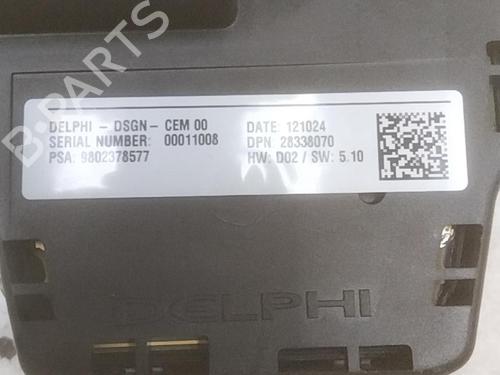 B-PARTS
DELPHI - DSGN - CEM 00 DATE: 121024
SERIAL NUMBER: 00011008 DPN: 28338070
PSA: 9802378577 HW: D02 / SW: 5.10
DELPHI